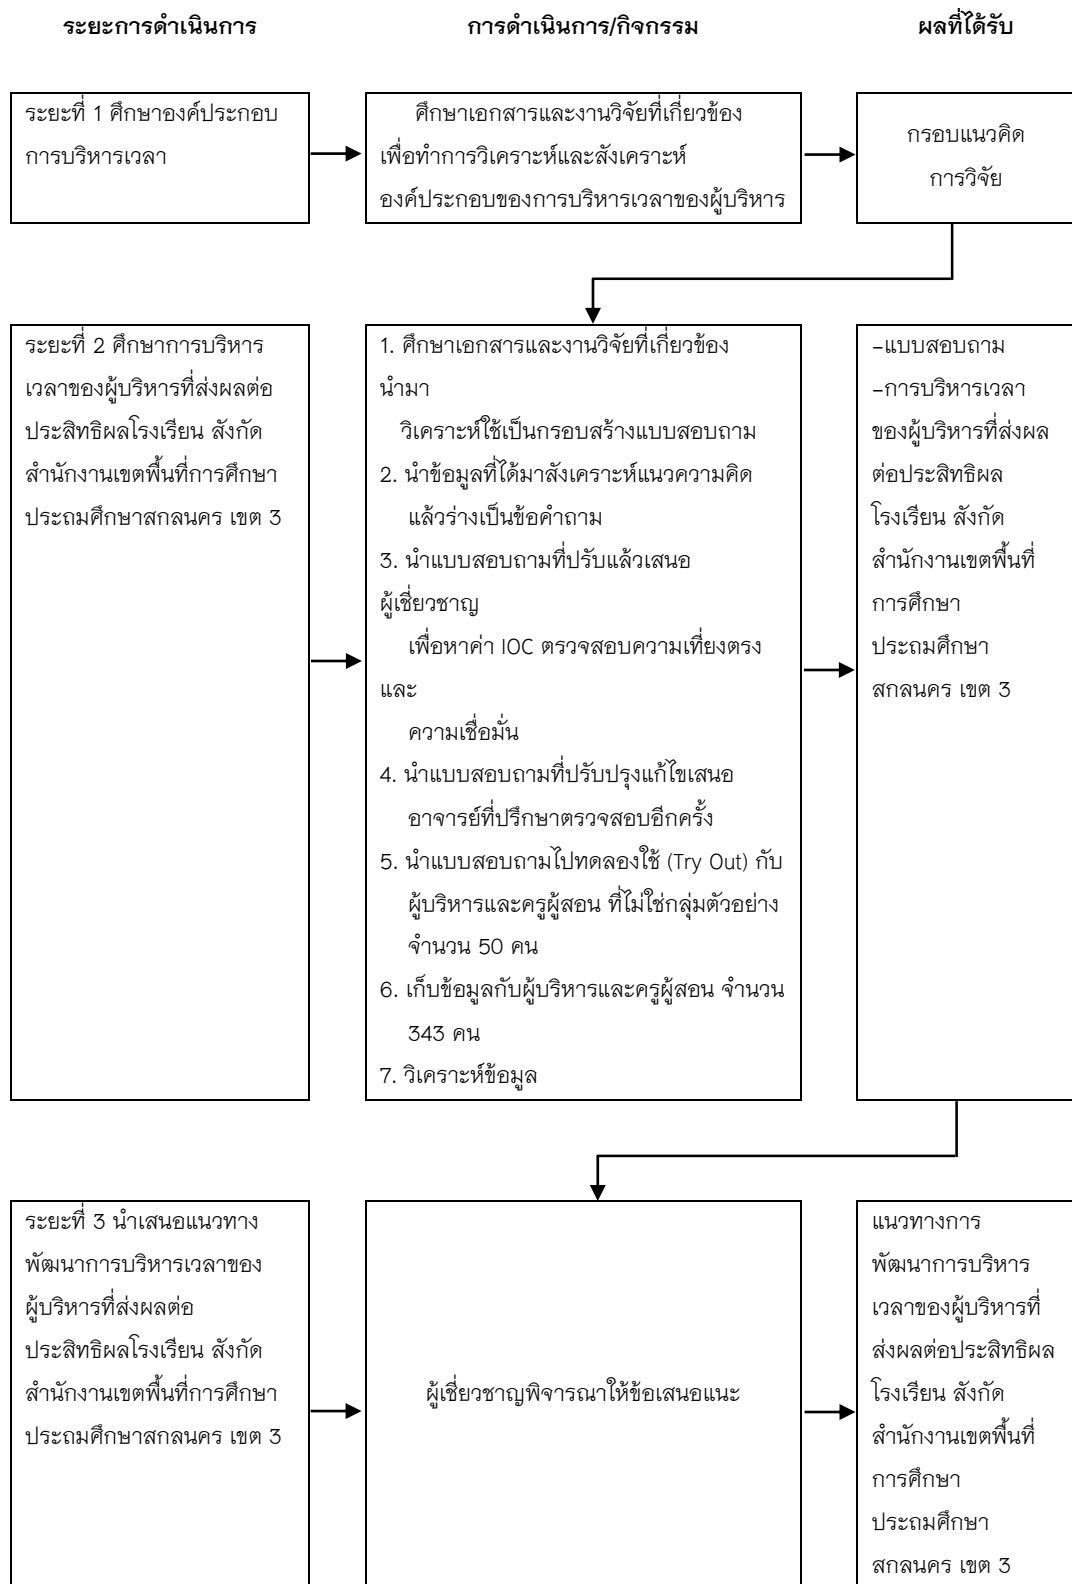 ระยะการดำเนินการ
การดำเนินการ/กิจกรรม
ผลที่ได้รับ
ระยะที่ 1 ศึกษาองค์ประกอบ
การบริหารเวลา
ศึกษาเอกสารและงานวิจัยที่เกี่ยวข้อง
เพื่อทำการวิเคราะห์และสังเคราะห์
องค์ประกอบของการบริหารเวลาของผู้บริหาร
กรอบแนวคิด
การวิจัย
ระยะที่ 2 ศึกษาการบริหาร
เวลาของผู้บริหารที่ส่งผลต่อ
ประสิทธิผลโรงเรียน สังกัด
สำนักงานเขตพื้นที่การศึกษา
ประถมศึกษาสกลนคร เขต 3
1. ศึกษาเอกสารและงานวิจัยที่เกี่ยวข้อง
นำมา
วิเคราะห์ใช้เป็นกรอบสร้างแบบสอบถาม
2. นำข้อมูลที่ได้มาสังเคราะห์แนวความคิด
แล้วร่างเป็นข้อคำถาม
3. นำแบบสอบถามที่ปรับแล้วเสนอ
ผู้เชี่ยวชาญ
เพื่อหาค่า IOC ตรวจสอบความเที่ยงตรง
และ
ความเชื่อมั่น
4. นำแบบสอบถามที่ปรับปรุงแก้ไขเสนอ
อาจารย์ที่ปรึกษาตรวจสอบอีกครั้ง
5. นำแบบสอบถามไปทดลองใช้ (Try Out) กับ
ผู้บริหารและครูผู้สอน ที่ไม่ใช่กลุ่มตัวอย่าง
จำนวน 50 คน
6. เก็บข้อมูลกับผู้บริหารและครูผู้สอน จำนวน
343 คน
7. วิเคราะห์ข้อมูล
-แบบสอบถาม
-การบริหารเวลา
ของผู้บริหารที่ส่งผล
ต่อประสิทธิผล
โรงเรียน สังกัด
สำนักงานเขตพื้นที่
การศึกษา
ประถมศึกษา
สกลนคร เขต 3
ระยะที่ 3 นำเสนอแนวทาง
พัฒนาการบริหารเวลาของ
ผู้บริหารที่ส่งผลต่อ
ประสิทธิผลโรงเรียน สังกัด
สำนักงานเขตพื้นที่การศึกษา
ประถมศึกษาสกลนคร เขต 3
ผู้เชี่ยวชาญพิจารณาให้ข้อเสนอแนะ
แนวทางการ
พัฒนาการบริหาร
เวลาของผู้บริหารที่
ส่งผลต่อประสิทธิผล
โรงเรียน สังกัด
สำนักงานเขตพื้นที่
การศึกษา
ประถมศึกษา
สกลนคร เขต 3